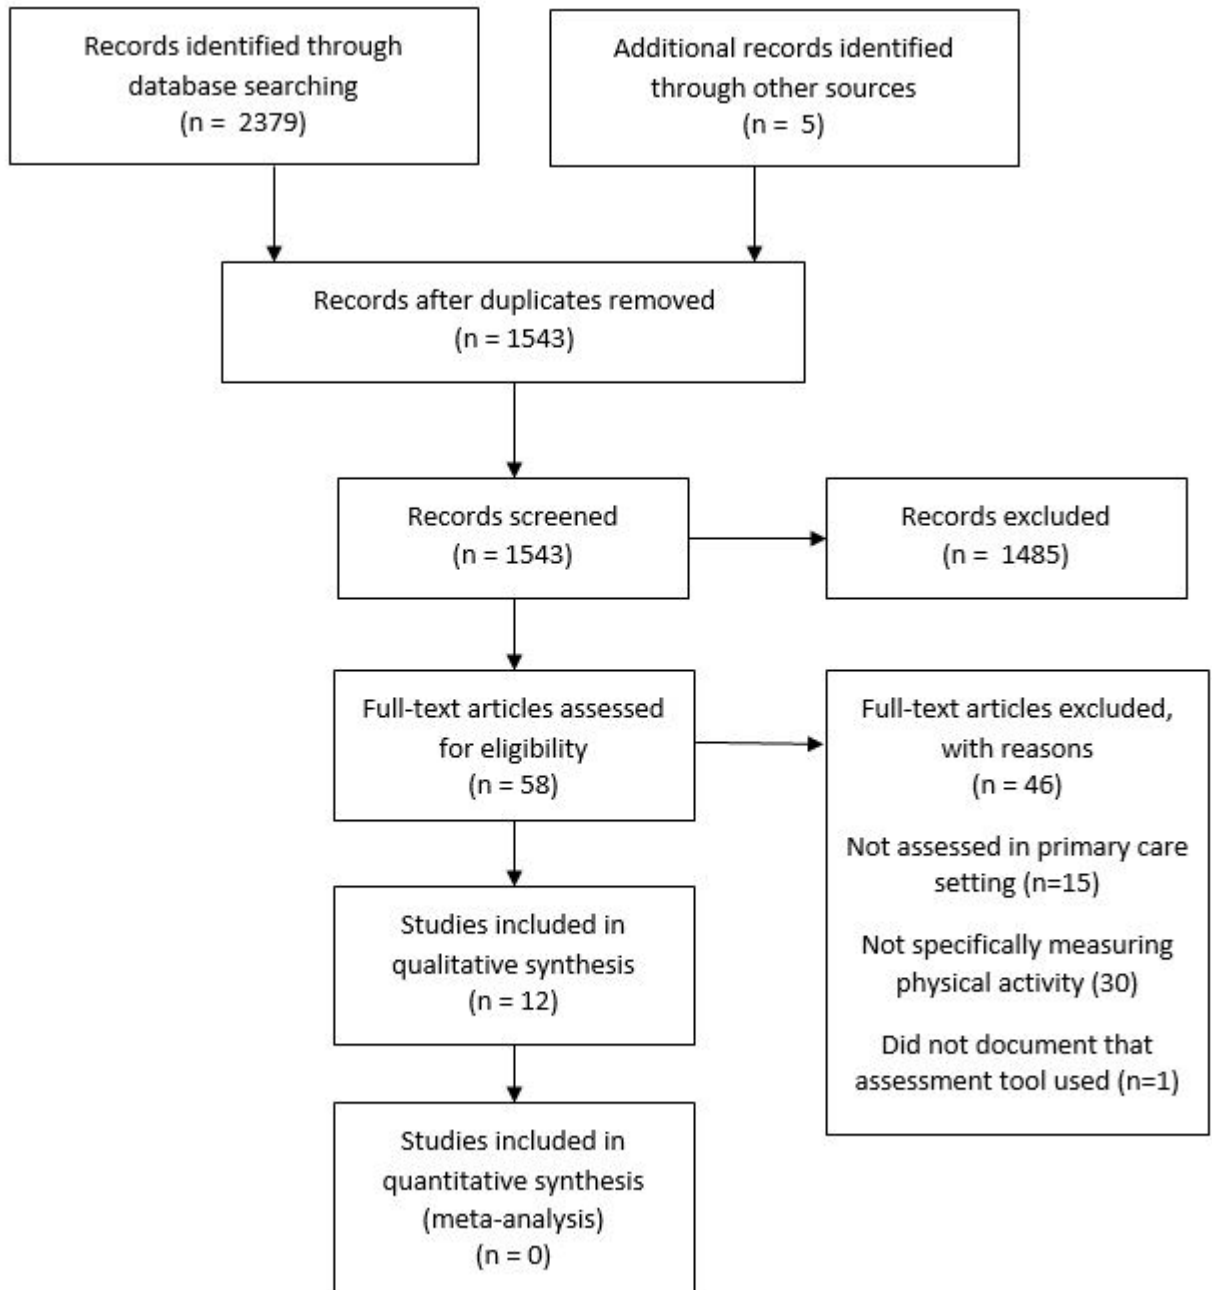 Records identified through
database searching
(n =  2379)
Additional records identified
through other sources
(n =  5)
Records after duplicates removed
(n = 1543)
Records screened
(n = 1543)
Records excluded
(n =  1485)
Full-text articles assessed
for eligibility
(n = 58)
Full-text articles excluded,
with reasons
(n = 46)
Not assessed in primary care
setting (n=15)
Not specifically measuring
physical activity (30)
Did not document that
assessment tool used (n=1)
Studies included in
qualitative synthesis
(n = 12)
Studies included in
quantitative synthesis
(meta-analysis)
(n = 0)